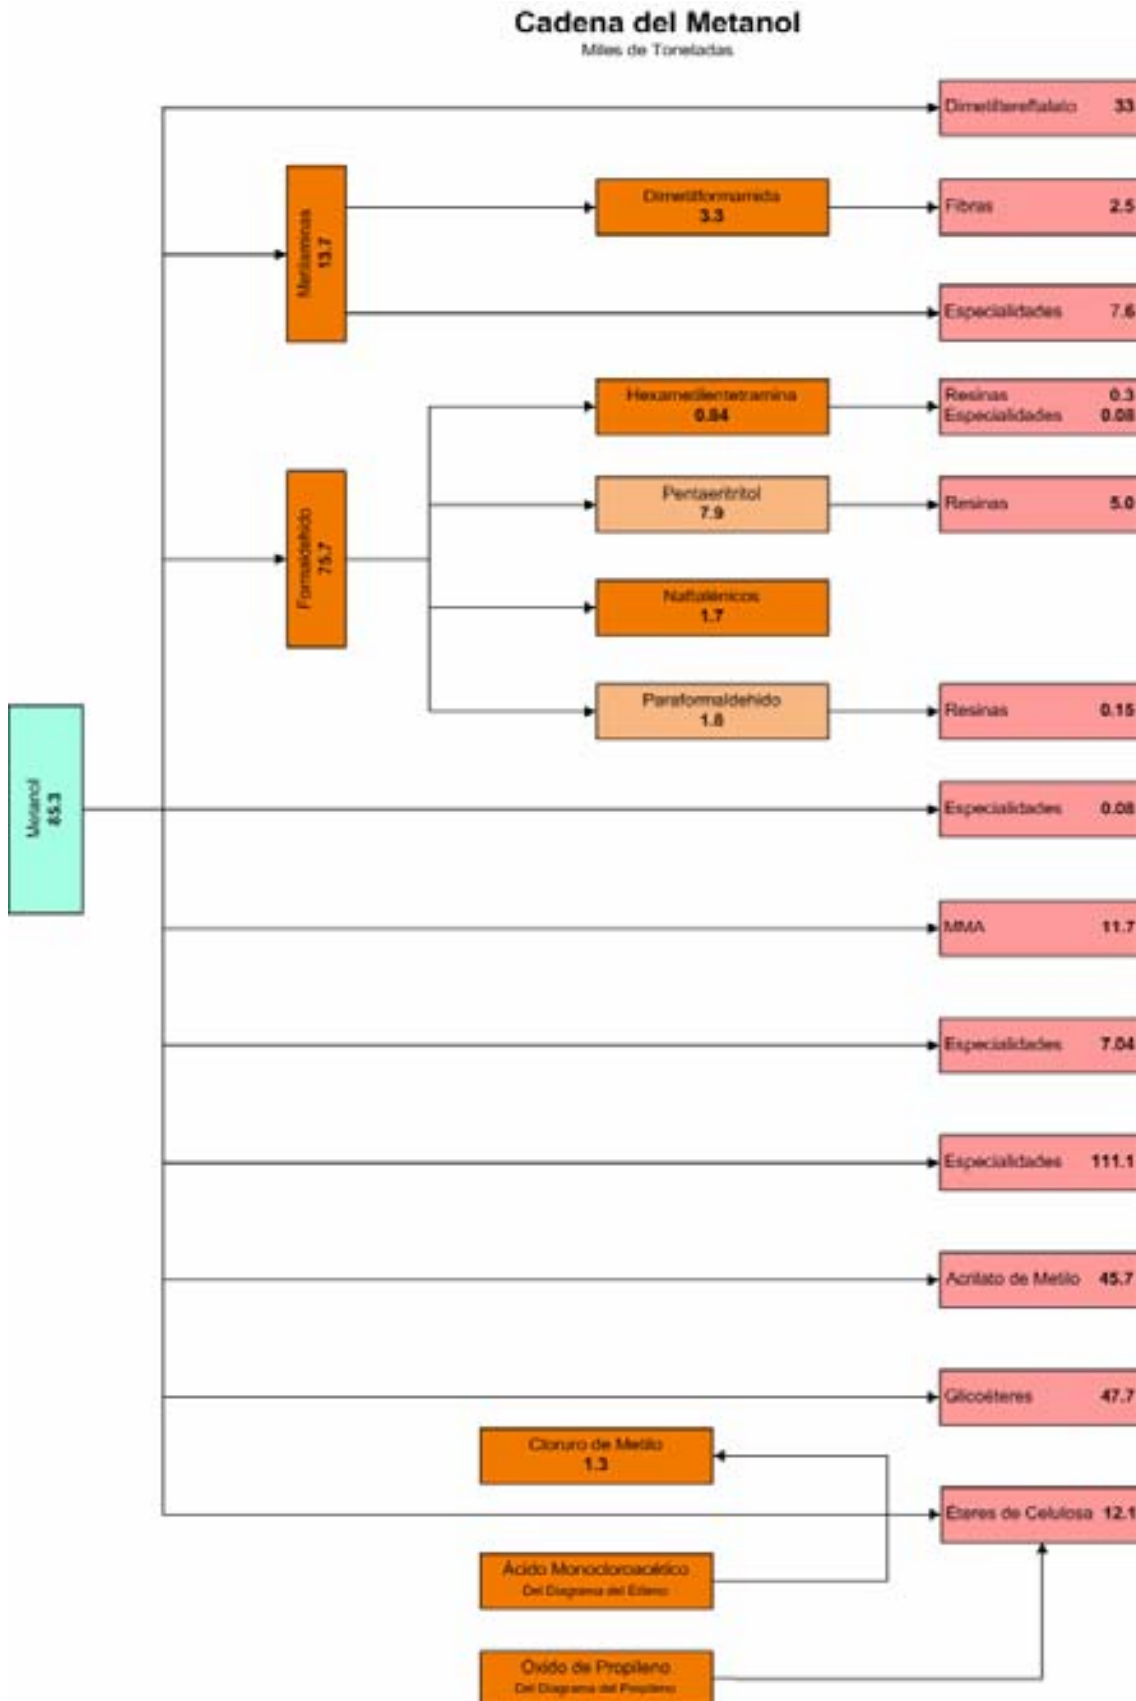 Cadena del Metanol
Miles de Toneladas
Dimetiltereftalato 33
Metilaminas
13.7
Dimetilformamida
3.3
Fibras 2.5
Especialidades 7.6
Hexametilentetramina
0.84
Resinas 0.3
Especialidades 0.08
Formaldehído
75.7
Pentaeritritol
7.9
Resinas 5.0
Naftalénicos
1.7
Paraformaldehido
1.8
Resinas 0.15
Metanol
85.3
Especialidades 0.08
MMA 11.7
Especialidades 7.04
Especialidades 111.1
Acrilato de Metilo 45.7
Glicoéteres 47.7
Cloruro de Metilo
1.3
Éteres de Celulosa 12.1
Ácido Monocloroacético
Del Diagrama del Etileno
Óxido de Propileno
Del Diagrama del Propileno